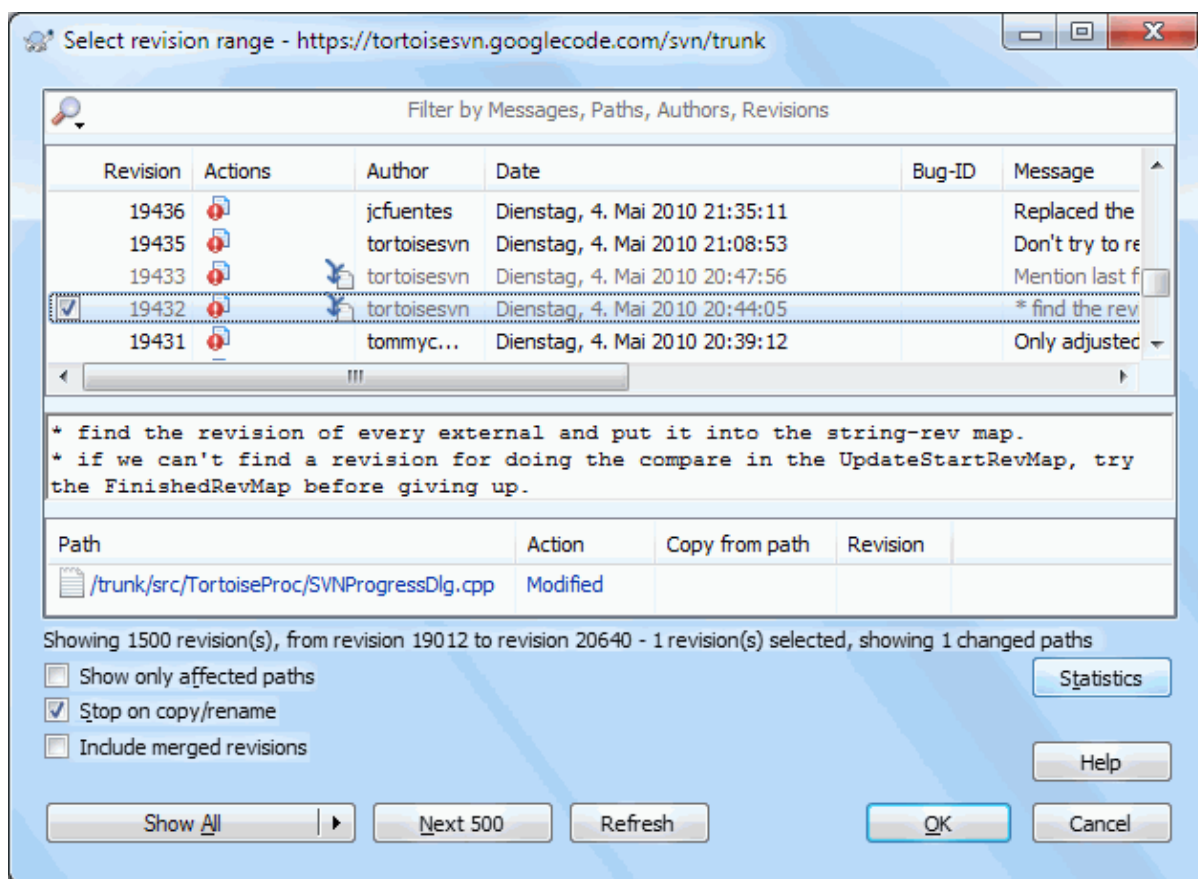 Select revision range - https://tortoisesvn.googlecode.com/svn/trunk
Filter by Messages, Paths, Authors, Revisions
Revision Actions Author Date Bug-ID Message
19436 jcfuentes Dienstag, 4. Mai 2010 21:35:11 Replaced the
19435 tortoisesvn Dienstag, 4. Mai 2010 21:08:53 Don't try to re
19433 tortoisesvn Dienstag, 4. Mai 2010 20:47:56 Mention last f
19432 tortoisesvn Dienstag, 4. Mai 2010 20:44:05 * find the rev
19431 tommyc... Dienstag, 4. Mai 2010 20:39:12 Only adjusted
* find the revision of every external and put it into the string-rev map.
* if we can't find a revision for doing the compare in the UpdateStartRevMap, try
the FinishedRevMap before giving up.
Path Action Copy from path Revision
/trunk/src/TortoiseProc/SVNProgressDlg.cpp Modified
Showing 1500 revision(s), from revision 19012 to revision 20640 - 1 revision(s) selected, showing 1 changed paths
Show only affected paths
Statistics
Stop on copy/rename
Include merged revisions
Help
Show All Next 500 Refresh OK Cancel